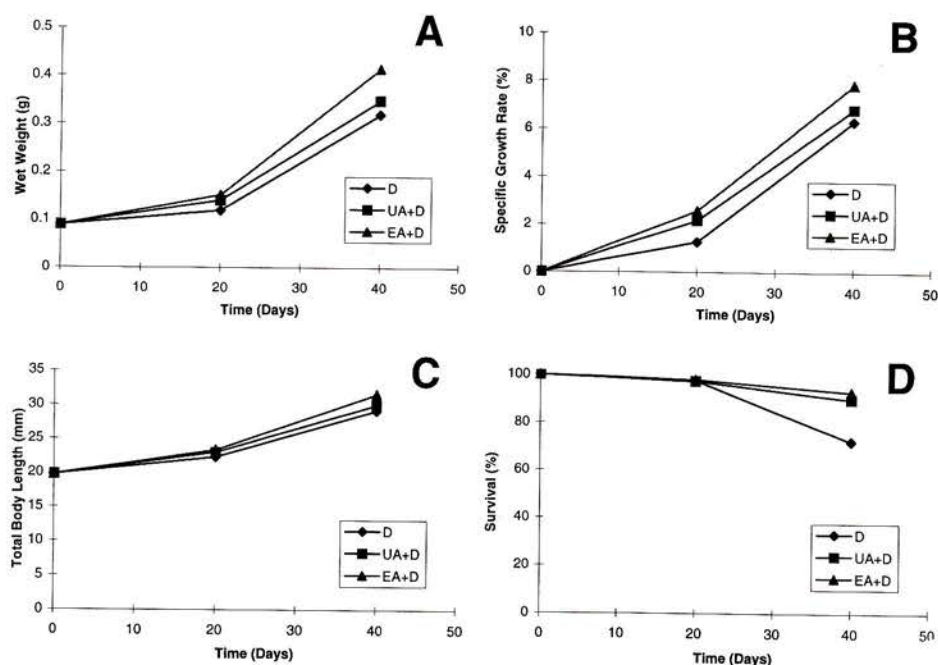 A
Wet Weight (g)
0.5
0.4
0.3
0.2
0.1
0
0 10 20 30 40 50
Time (Days)
D
UA+D
EA+D
B
Specific Growth Rate (%)
10
8
6
4
2
0
0 10 20 30 40 50
Time (Days)
D
UA+D
EA+D
C
Total Body Length (mm)
35
30
25
20
15
10
5
0
0 10 20 30 40 50
Time (Days)
D
UA+D
EA+D
D
Survival (%)
100
80
60
40
20
0
0 10 20 30 40 50
Time (Days)
D
UA+D
EA+D